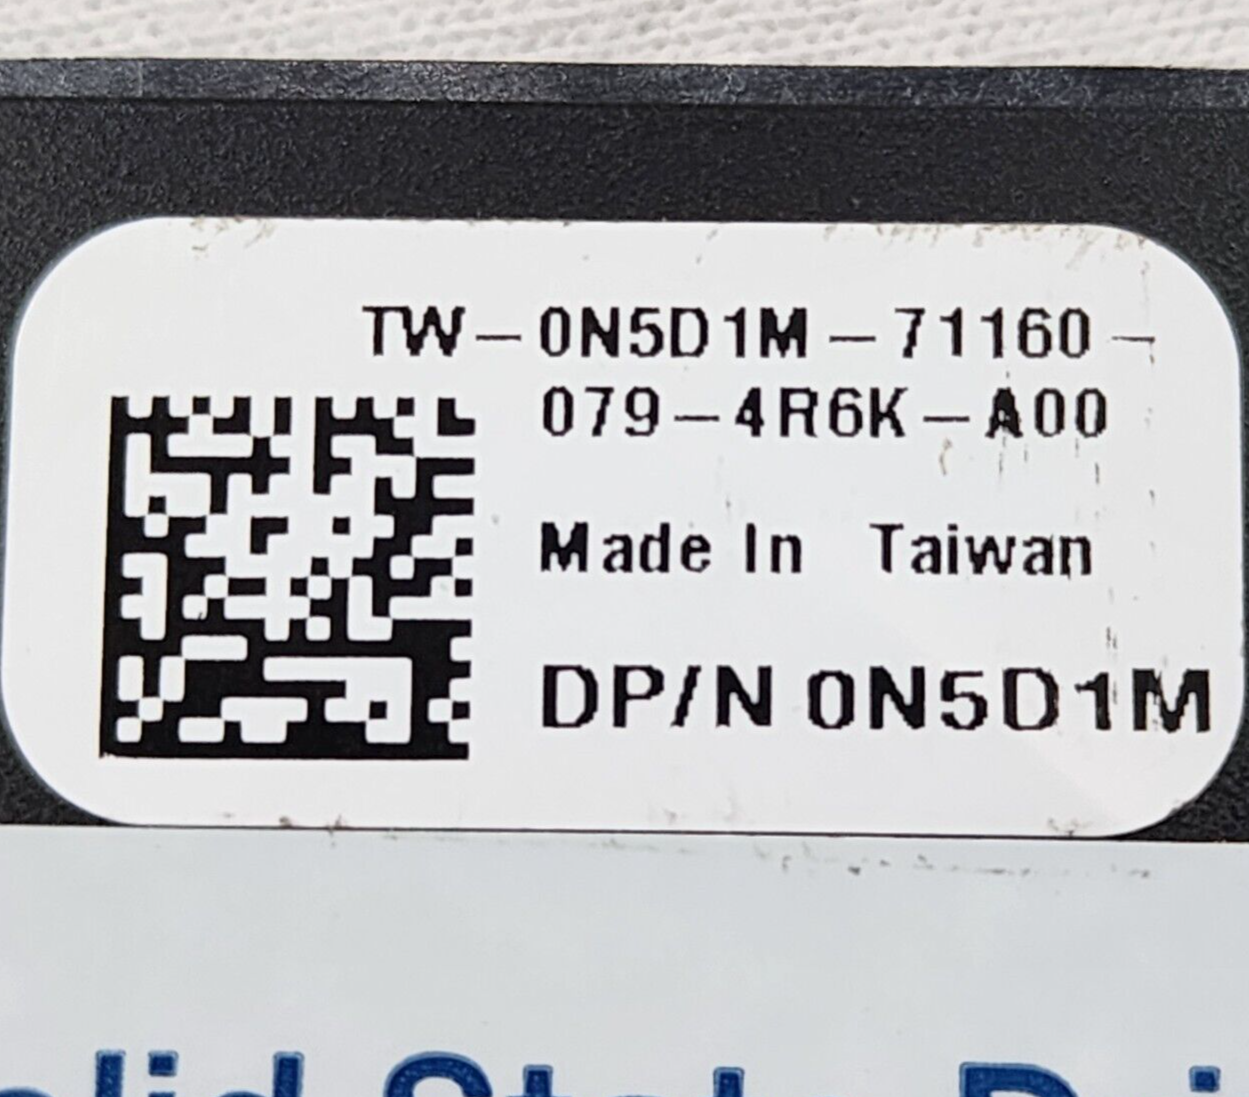 TW-0N5D1M-71160-
079-4R6K-A00
Made In Taiwan
DP/N 0N5D1M